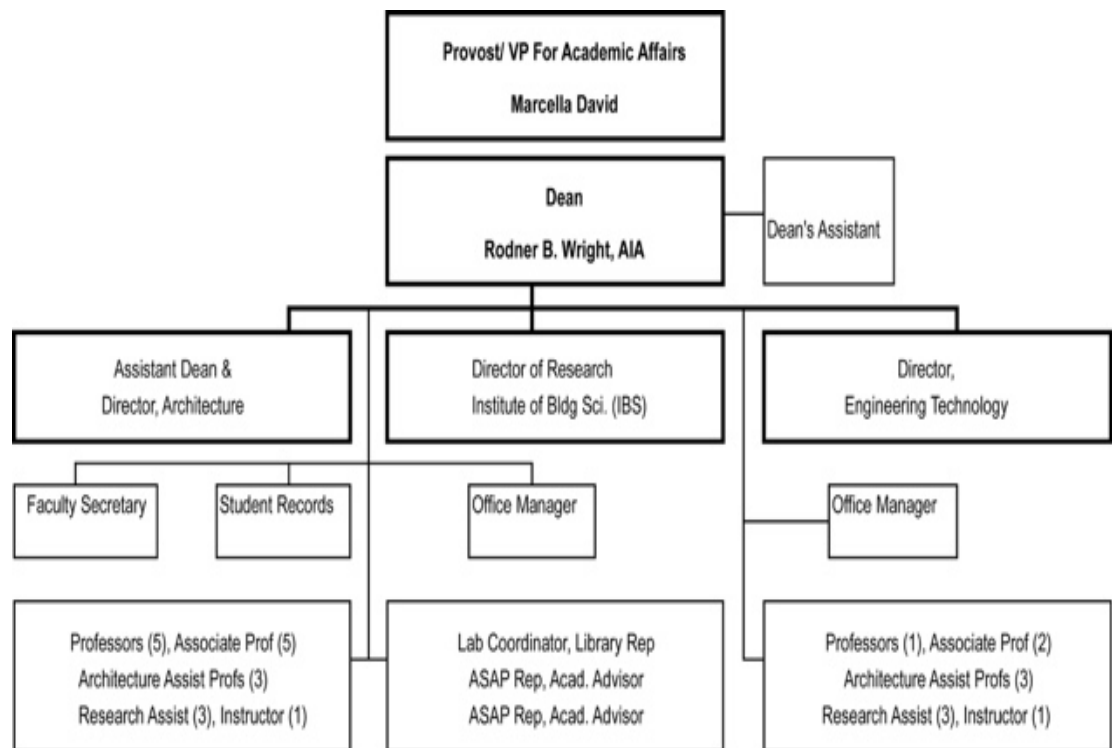 Provost/ VP For Academic Affairs
Marcella David
Dean
Rodner B. Wright, AIA
Dean's Assistant
Assistant Dean &
Director, Architecture
Director of Research
Institute of Bldg Sci. (IBS)
Director,
Engineering Technology
Faculty Secretary
Student Records
Office Manager
Office Manager
Professors (5), Associate Prof (5)
Architecture Assist Profs (3)
Research Assist (3), Instructor (1)
Lab Coordinator, Library Rep
ASAP Rep, Acad. Advisor
ASAP Rep, Acad. Advisor
Professors (1), Associate Prof (2)
Architecture Assist Profs (3)
Research Assist (3), Instructor (1)